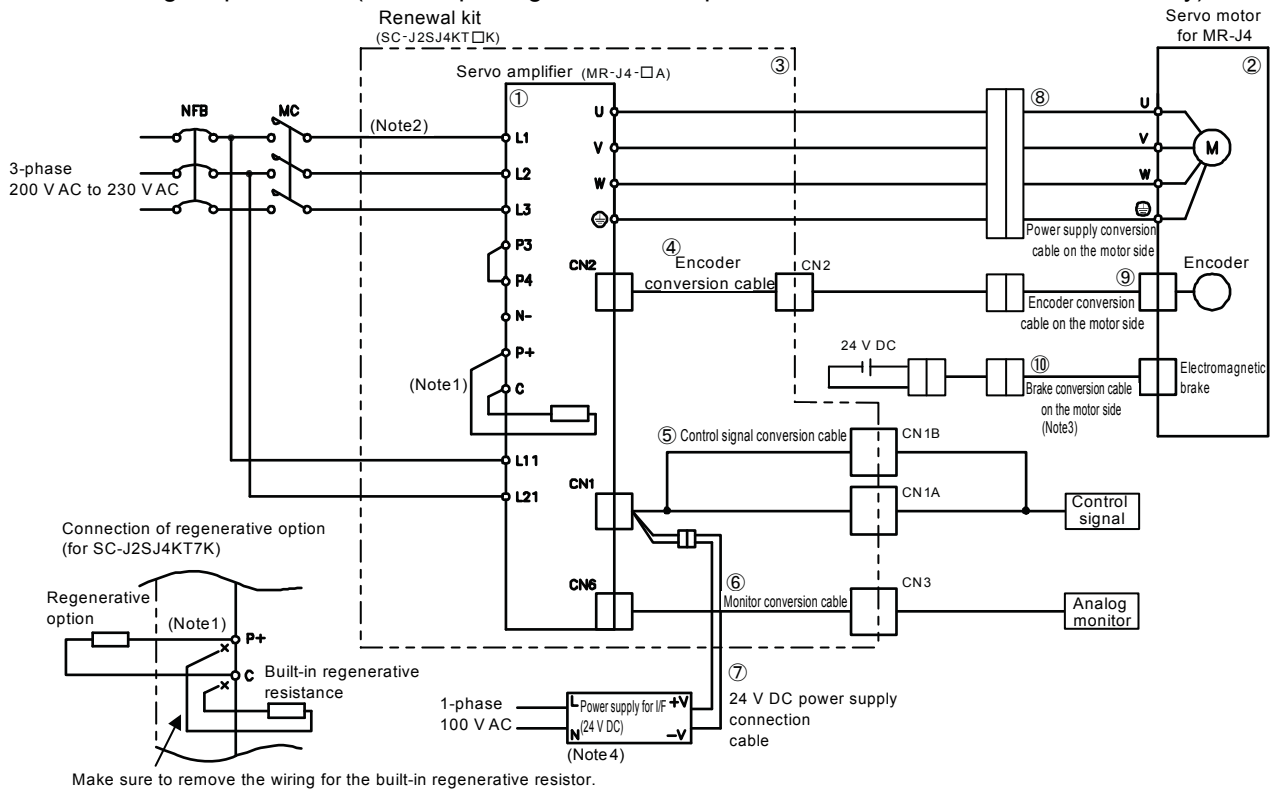 Renewal kit
(SC-J2SJ4KT□K)
Servo motor
for MR-J4
Servo amplifier (MR-J4-□A)
①
②
③
NFB
MC
(Note2)
3-phase
200 V AC to 230 V AC
L1
L2
L3
P3
P4
N-
P+
C
(Note1)
L11
L21
U
V
W
CN2
CN1
CN6
④
Encoder
conversion cable
CN2
⑧
U
V
W
M
Power supply conversion
cable on the motor side
⑨
Encoder
Encoder conversion
cable on the motor side
24 V DC
⑩
Brake conversion cable
on the motor side
(Note3)
Electromagnetic
brake
⑤ Control signal conversion cable
CN1B
CN1A
Control
signal
⑥
Monitor conversion cable
CN3
Analog
monitor
⑦
24 V DC power supply
connection
cable
1-phase
100 V AC
L
N
Power supply for I/F
(24 V DC)
+V
−V
(Note4)
Connection of regenerative option
(for SC-J2SJ4KT7K)
Regenerative
option
(Note1)
P+
C
Built-in regenerative
resistance
Make sure to remove the wiring for the built-in regenerative resistor.